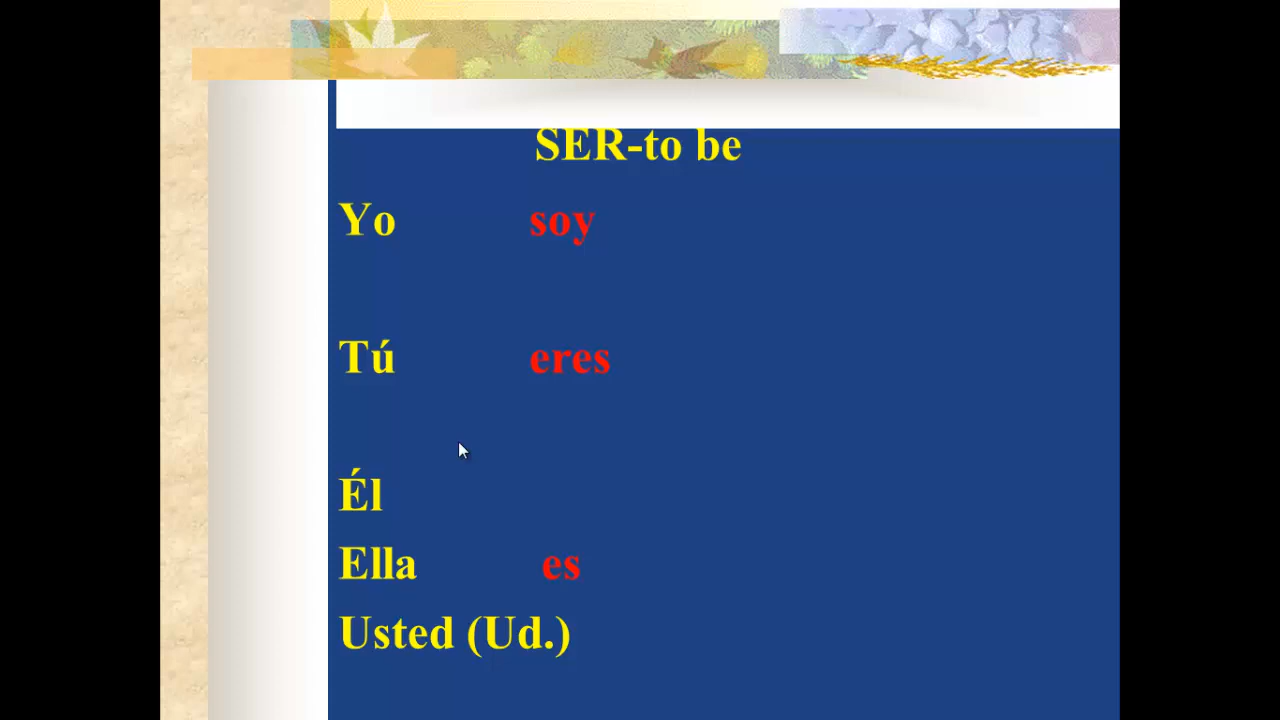 SER-to be
Yo soy
Tú eres
Él
Ella es
Usted (Ud.)